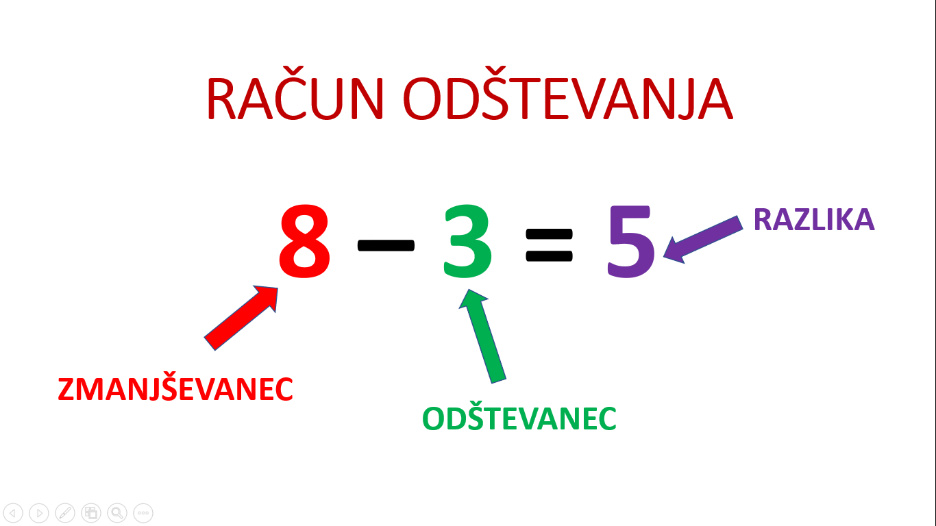 RAČUN ODŠTEVANJA
8 – 3 = 5
RAZLIKA
ZMANJŠEVANEC
ODŠTEVANEC